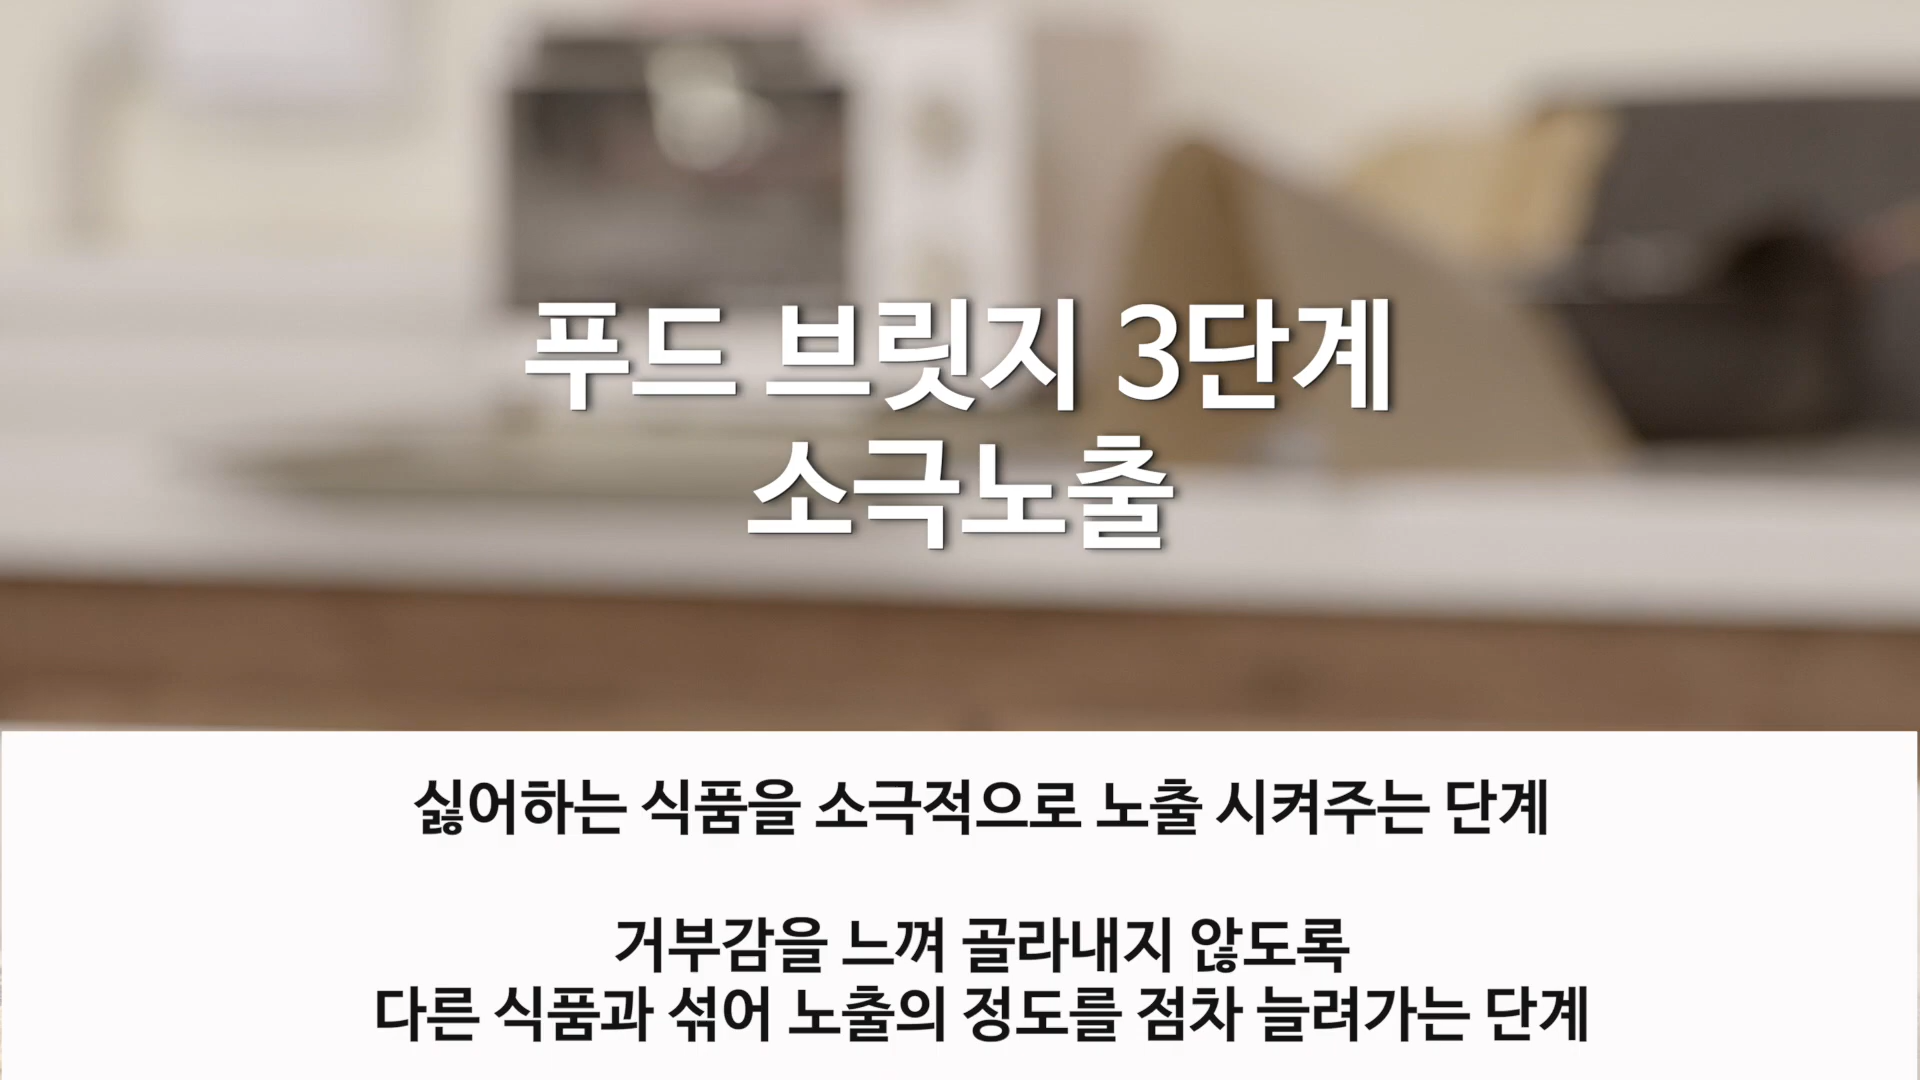 푸드 브릿지 3단계
소극노출
싫어하는 식품을 소극적으로 노출 시켜주는 단계
거부감을 느껴 골라내지 않도록
다른 식품과 섞어 노출의 정도를 점차 늘려가는 단계